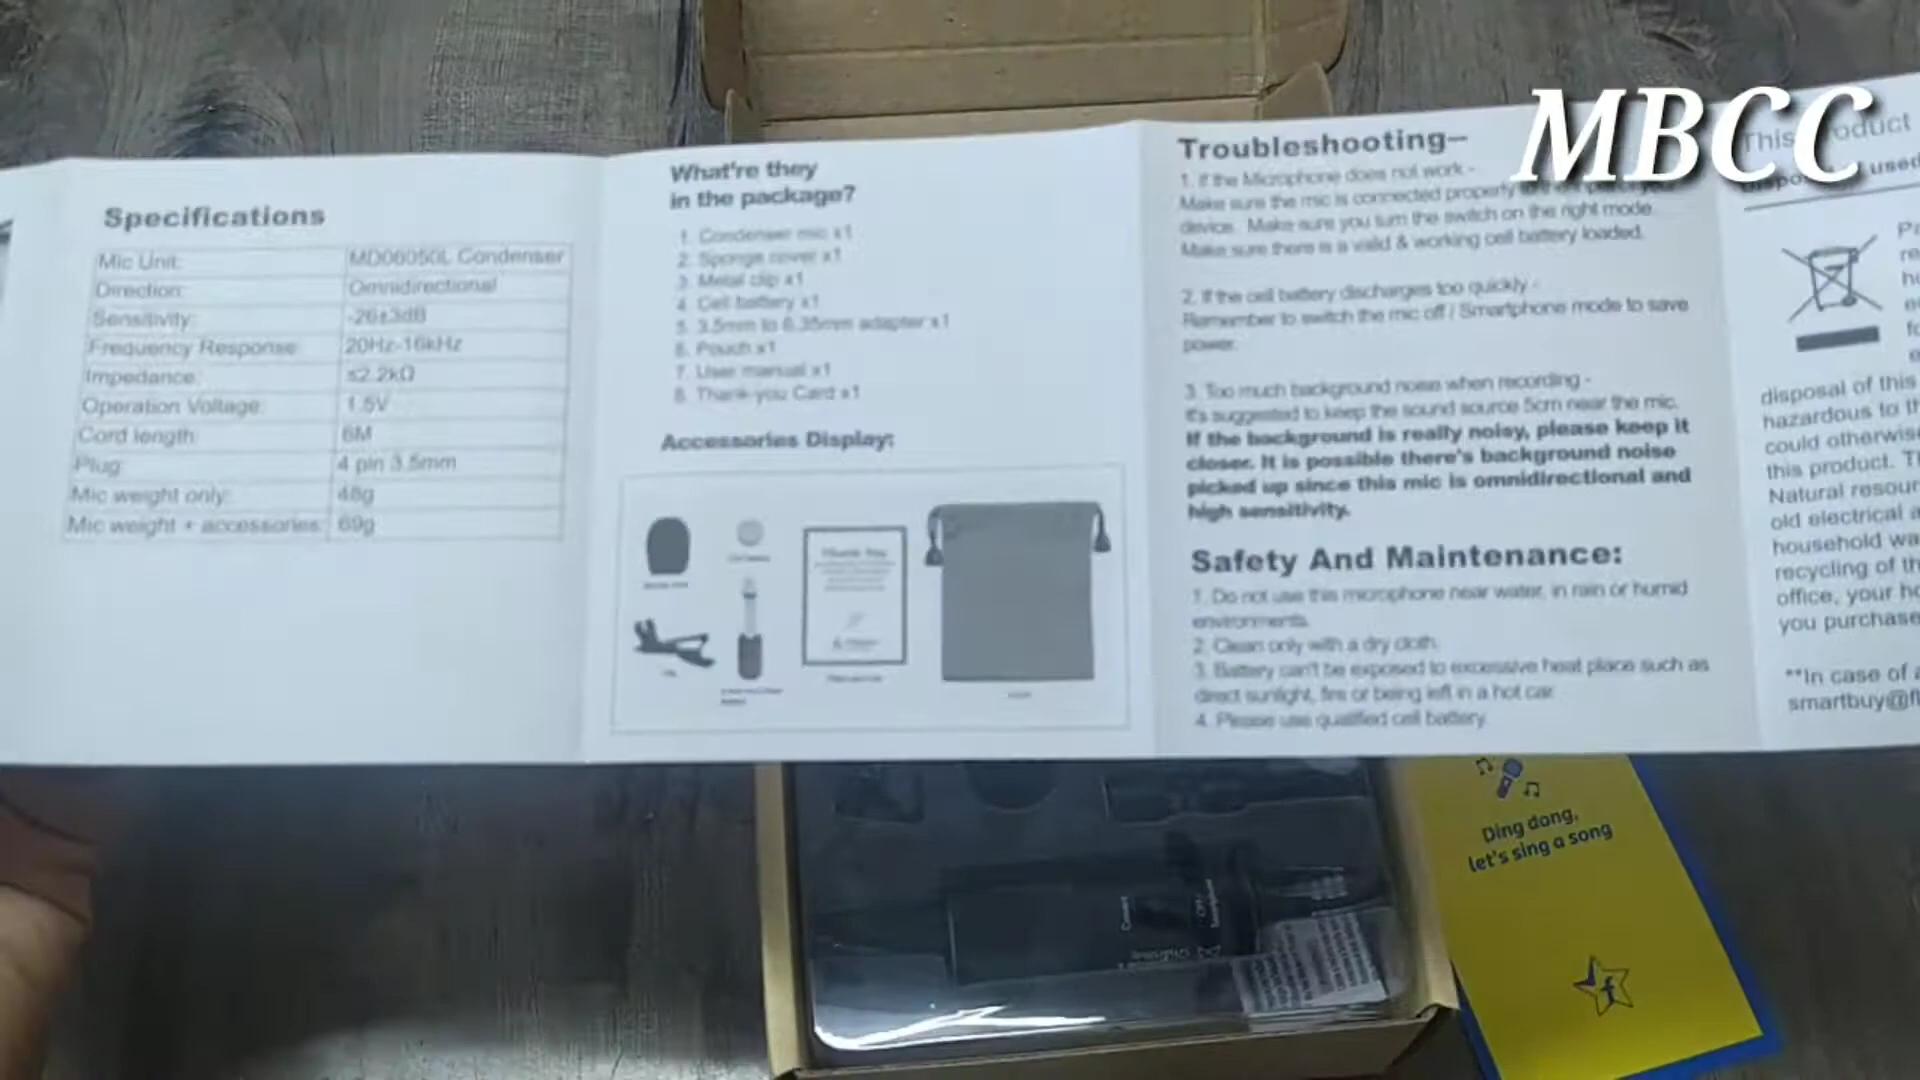 MBCC
Specifications
Mic Unit: MD06050L Condenser
Direction: Omnidirectional
Sensitivity: -26±3dB
Frequency Response: 20Hz-16kHz
Impedance: ≤2.2kΩ
Operation Voltage: 1.5V
Cord length: 6M
Plug: 4 pin 3.5mm
Mic weight only: 48g
Mic weight + accessories: 69g
What're they
in the package?
1. Condenser mic x1
2. Sponge cover x1
3. Metal clip x1
4. Cell battery x1
5. 3.5mm to 6.35mm adapter x1
6. Pouch x1
7. User manual x1
8. Thank-you Card x1
Accessories Display:
Thank You
Troubleshooting–
1. If the Microphone does not work -
Make sure the mic is connected properly
device. Make sure you turn the switch on the right mode.
Make sure there is a valid & working cell battery loaded.
2. If the cell battery discharges too quickly -
Remember to switch the mic off / Smartphone mode to save
power.
3. Too much background noise when recording -
It's suggested to keep the sound source 5cm near the mic.
If the background is really noisy, please keep it
closer. It is possible there's background noise
picked up since this mic is omnidirectional and
high sensitivity.
Safety And Maintenance:
1. Do not use this microphone near water, in rain or humid
environments.
2. Clean only with a dry cloth.
3. Battery can't be exposed to excessive heat place such as
direct sunlight, fire or being left in a hot car.
4. Please use qualified cell battery.
This
used
disposal of this
hazardous to
could otherwise
this product.
Natural
old electrical
household
recycling of
office, your
you purchase
**In case of
smartbuy@fl
Ding dong,
let's sing a song
f